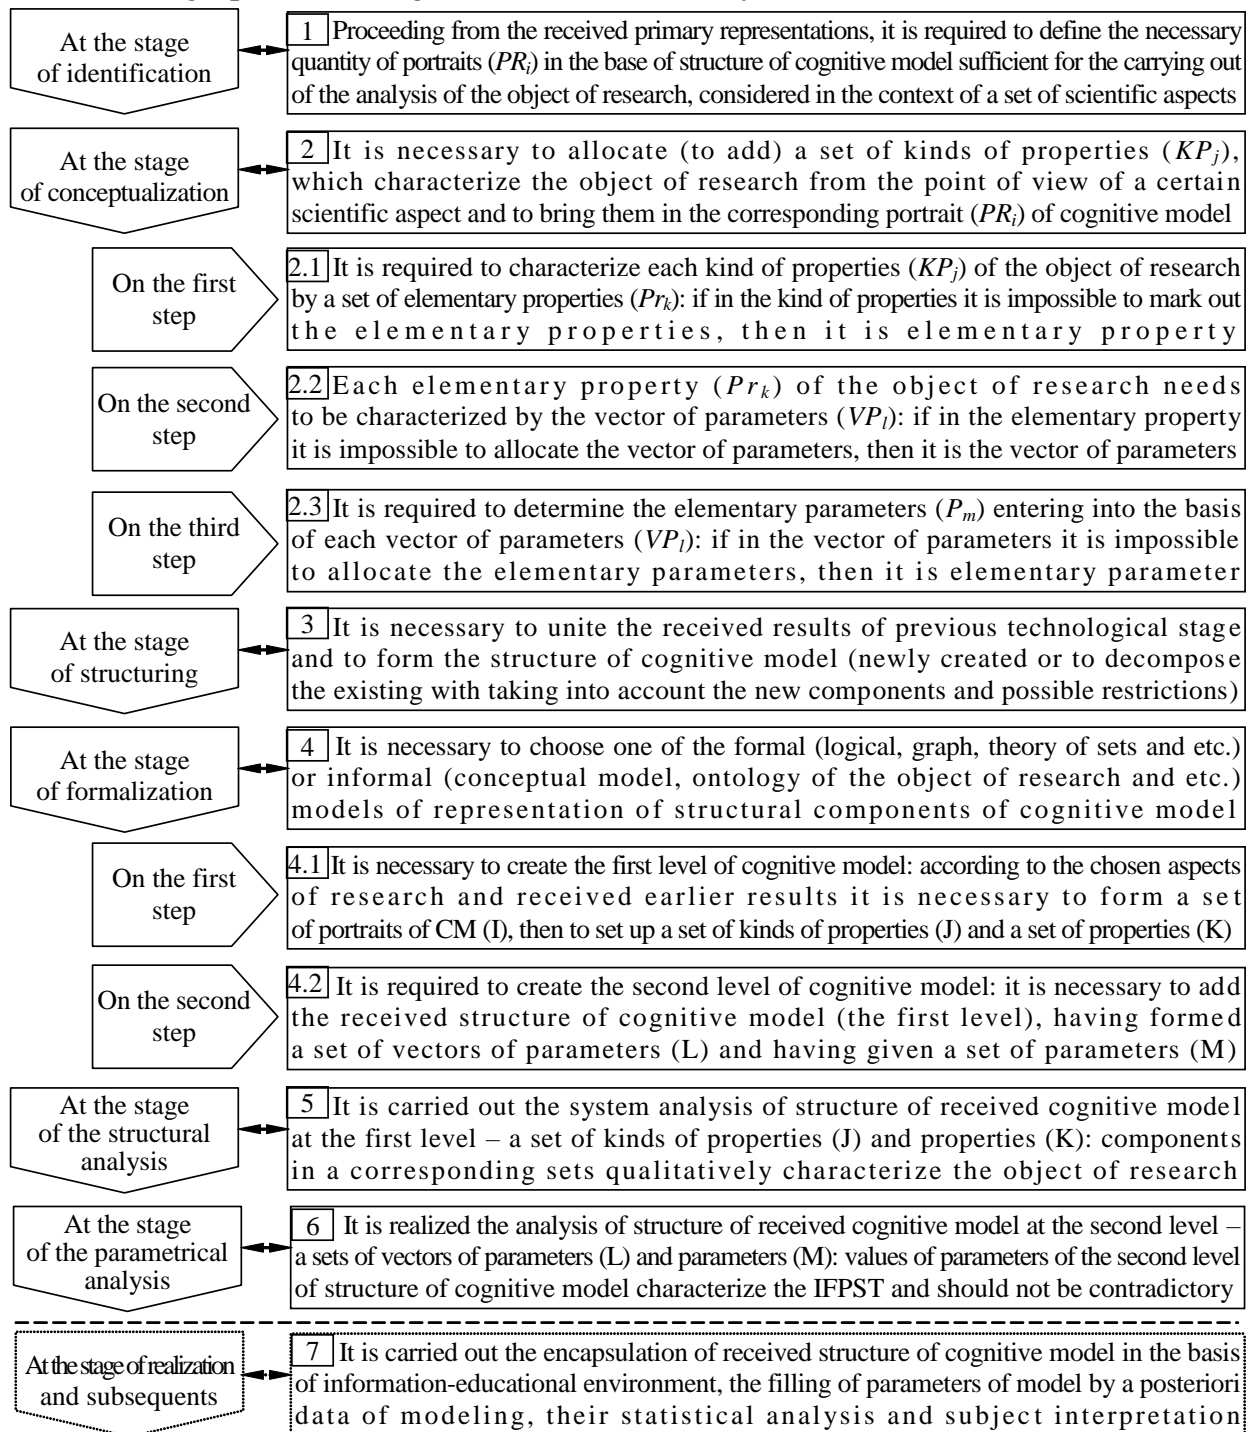 At the stage
of identification
1 Proceeding from the received primary representations, it is required to define the necessary
quantity of portraits (PRi) in the base of structure of cognitive model sufficient for the carrying out
of the analysis of the object of research, considered in the context of a set of scientific aspects
At the stage
of conceptualization
2 It is necessary to allocate (to add) a set of kinds of properties (KPj),
which characterize the object of research from the point of view of a certain
scientific aspect and to bring them in the corresponding portrait (PRi) of cognitive model
On the first
step
2.1 It is required to characterize each kind of properties (KPj) of the object of research
by a set of elementary properties (Prk): if in the kind of properties it is impossible to mark out
the elementary properties, then it is elementary property
On the second
step
2.2 Each elementary property (Prk) of the object of research needs
to be characterized by the vector of parameters (VPl): if in the elementary property
it is impossible to allocate the vector of parameters, then it is the vector of parameters
On the third
step
2.3 It is required to determine the elementary parameters (Pm) entering into the basis
of each vector of parameters (VPl): if in the vector of parameters it is impossible
to allocate the elementary parameters, then it is elementary parameter
At the stage
of structuring
3 It is necessary to unite the received results of previous technological stage
and to form the structure of cognitive model (newly created or to decompose
the existing with taking into account the new components and possible restrictions)
At the stage
of formalization
4 It is necessary to choose one of the formal (logical, graph, theory of sets and etc.)
or informal (conceptual model, ontology of the object of research and etc.)
models of representation of structural components of cognitive model
On the first
step
4.1 It is necessary to create the first level of cognitive model: according to the chosen aspects
of research and received earlier results it is necessary to form a set
of portraits of CM (I), then to set up a set of kinds of properties (J) and a set of properties (K)
On the second
step
4.2 It is required to create the second level of cognitive model: it is necessary to add
the received structure of cognitive model (the first level), having formed
a set of vectors of parameters (L) and having given a set of parameters (M)
At the stage
of the structural
analysis
5 It is carried out the system analysis of structure of received cognitive model
at the first level – a set of kinds of properties (J) and properties (K): components
in a corresponding sets qualitatively characterize the object of research
At the stage
of the parametrical
analysis
6 It is realized the analysis of structure of received cognitive model at the second level –
a sets of vectors of parameters (L) and parameters (M): values of parameters of the second level
of structure of cognitive model characterize the IFPST and should not be contradictory
At the stage of realization
and subsequents
7 It is carried out the encapsulation of received structure of cognitive model in the basis
of information-educational environment, the filling of parameters of model by a posteriori
data of modeling, their statistical analysis and subject interpretation